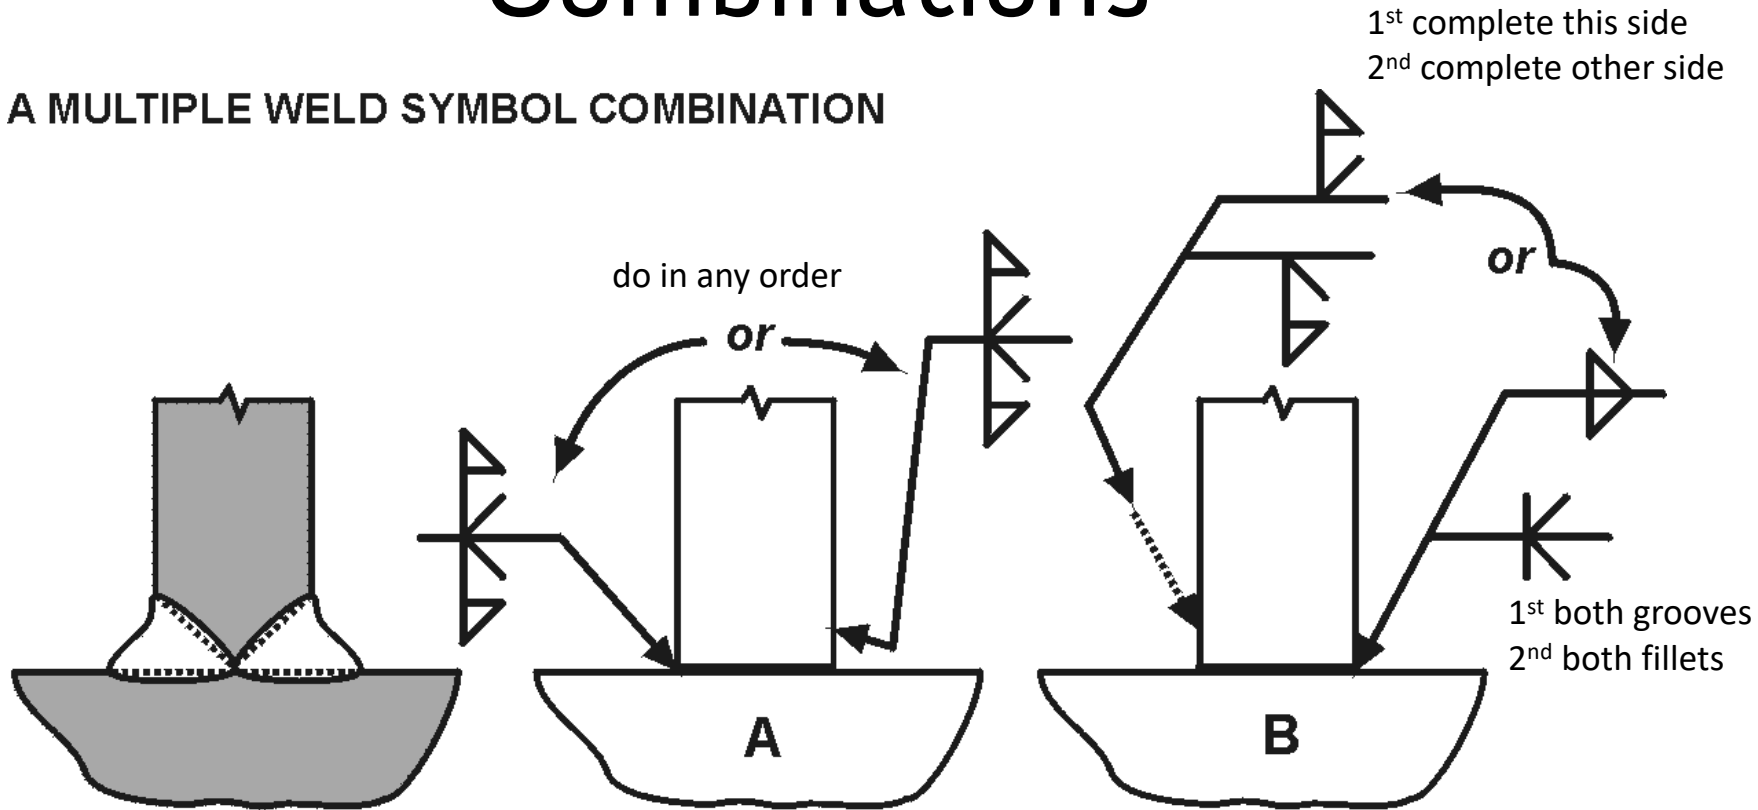 Combinations
1st complete this side
2nd complete other side
A MULTIPLE WELD SYMBOL COMBINATION
do in any order
or
or
1st both grooves
2nd both fillets
A
B